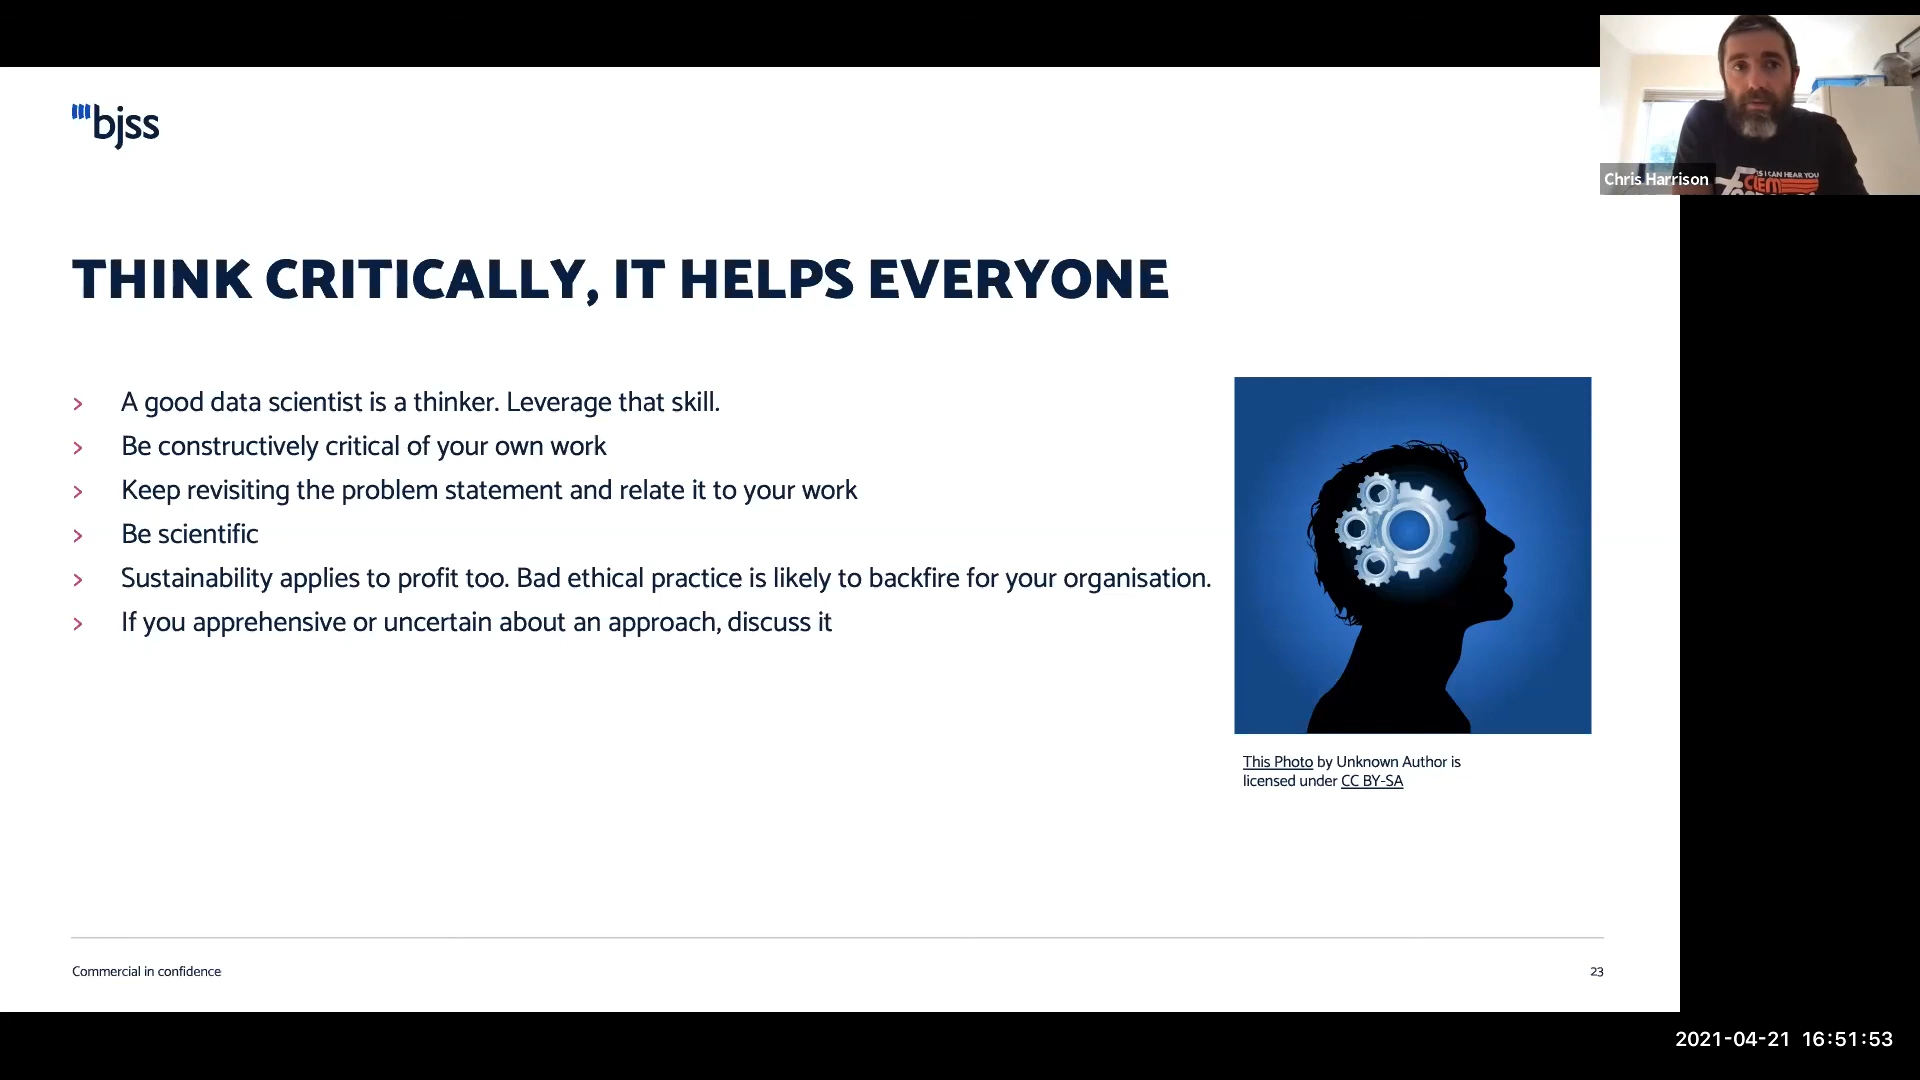 bjss
THINK CRITICALLY, IT HELPS EVERYONE
> A good data scientist is a thinker. Leverage that skill.
> Be constructively critical of your own work
> Keep revisiting the problem statement and relate it to your work
> Be scientific
> Sustainability applies to profit too. Bad ethical practice is likely to backfire for your organisation.
> If you apprehensive or uncertain about an approach, discuss it
This Photo by Unknown Author is
licensed under CC BY-SA
Commercial in confidence
23
Chris Harrison
I CAN HEAR YOU
CLEM
2021-04-21 16:51:53